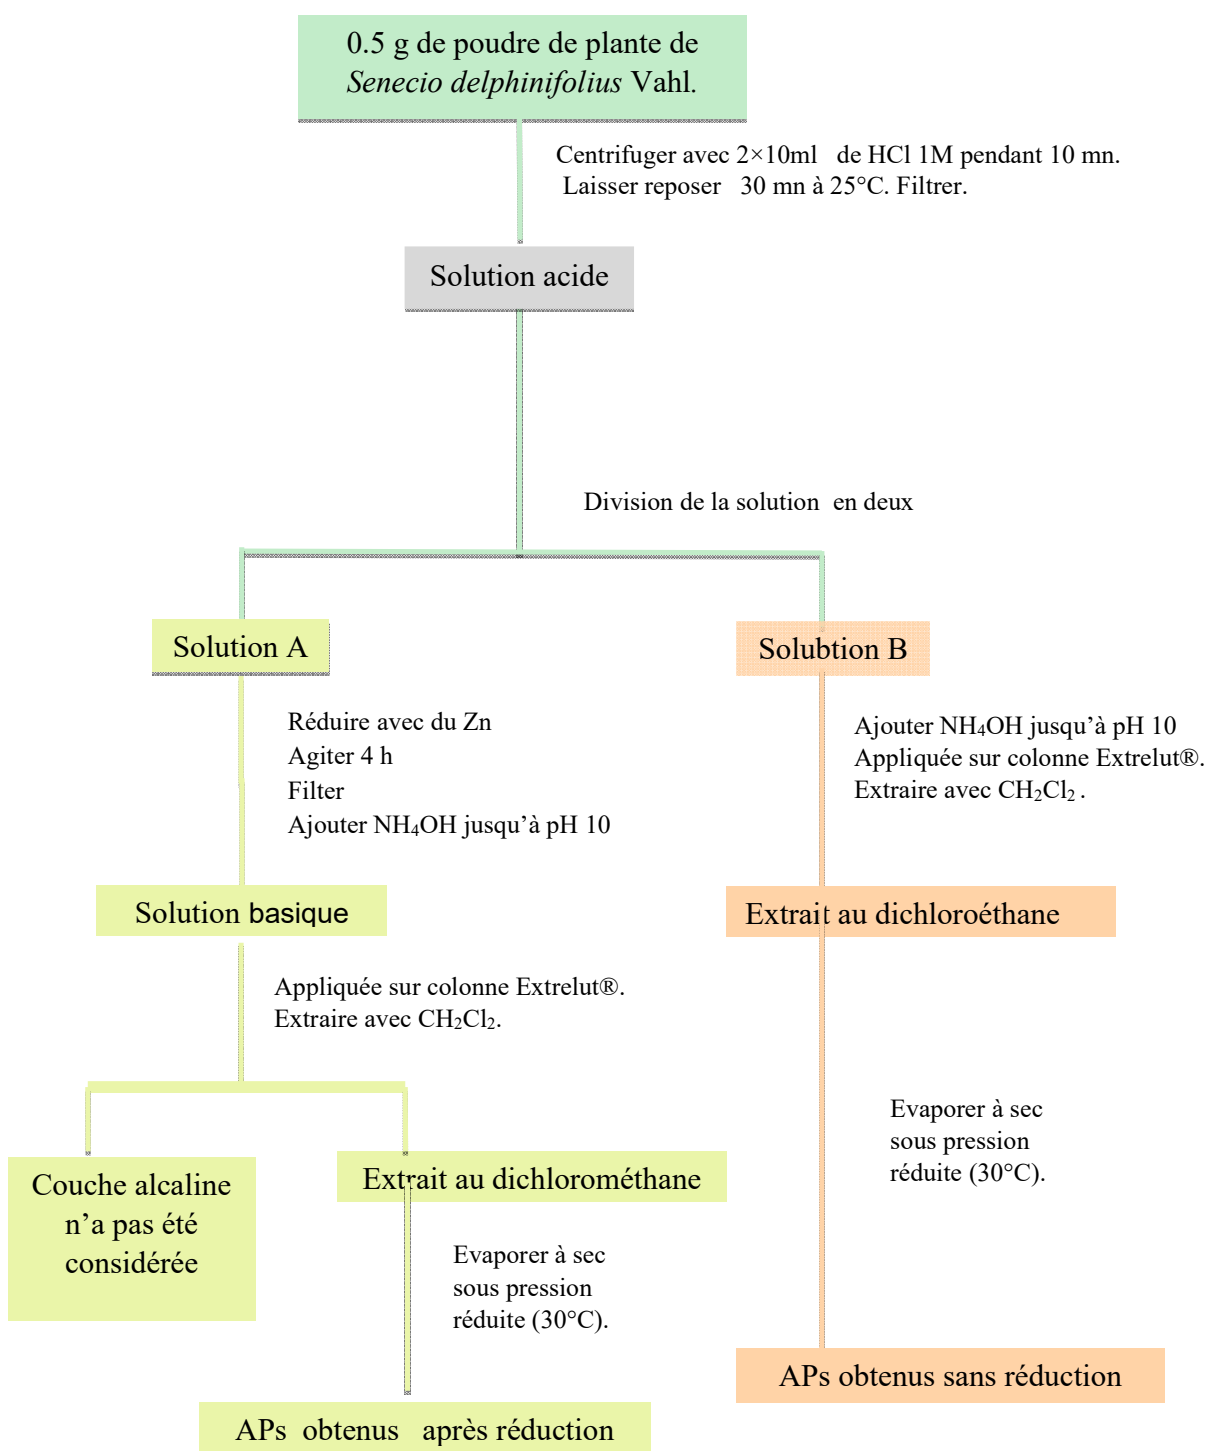 0.5 g de poudre de plante de
Senecio delphinifolius Vahl.
Centrifuger avec 2×10ml de HCl 1M pendant 10 mn.
Laisser reposer 30 mn à 25°C. Filtrer.
Solution acide
Division de la solution en deux
Solution A
Réduire avec du Zn
Agiter 4 h
Filter
Ajouter NH₄OH jusqu’à pH 10
Solution basique
Appliquée sur colonne Extrelut®.
Extraire avec CH₂Cl₂.
Couche alcaline
n’a pas été
considérée
Extrait au dichlorométhane
Evaporer à sec
sous pression
réduite (30°C).
APs obtenus après réduction
Solubtion B
Ajouter NH₄OH jusqu’à pH 10
Appliquée sur colonne Extrelut®.
Extraire avec CH₂Cl₂ .
Extrait au dichloroéthane
Evaporer à sec
sous pression
réduite (30°C).
APs obtenus sans réduction